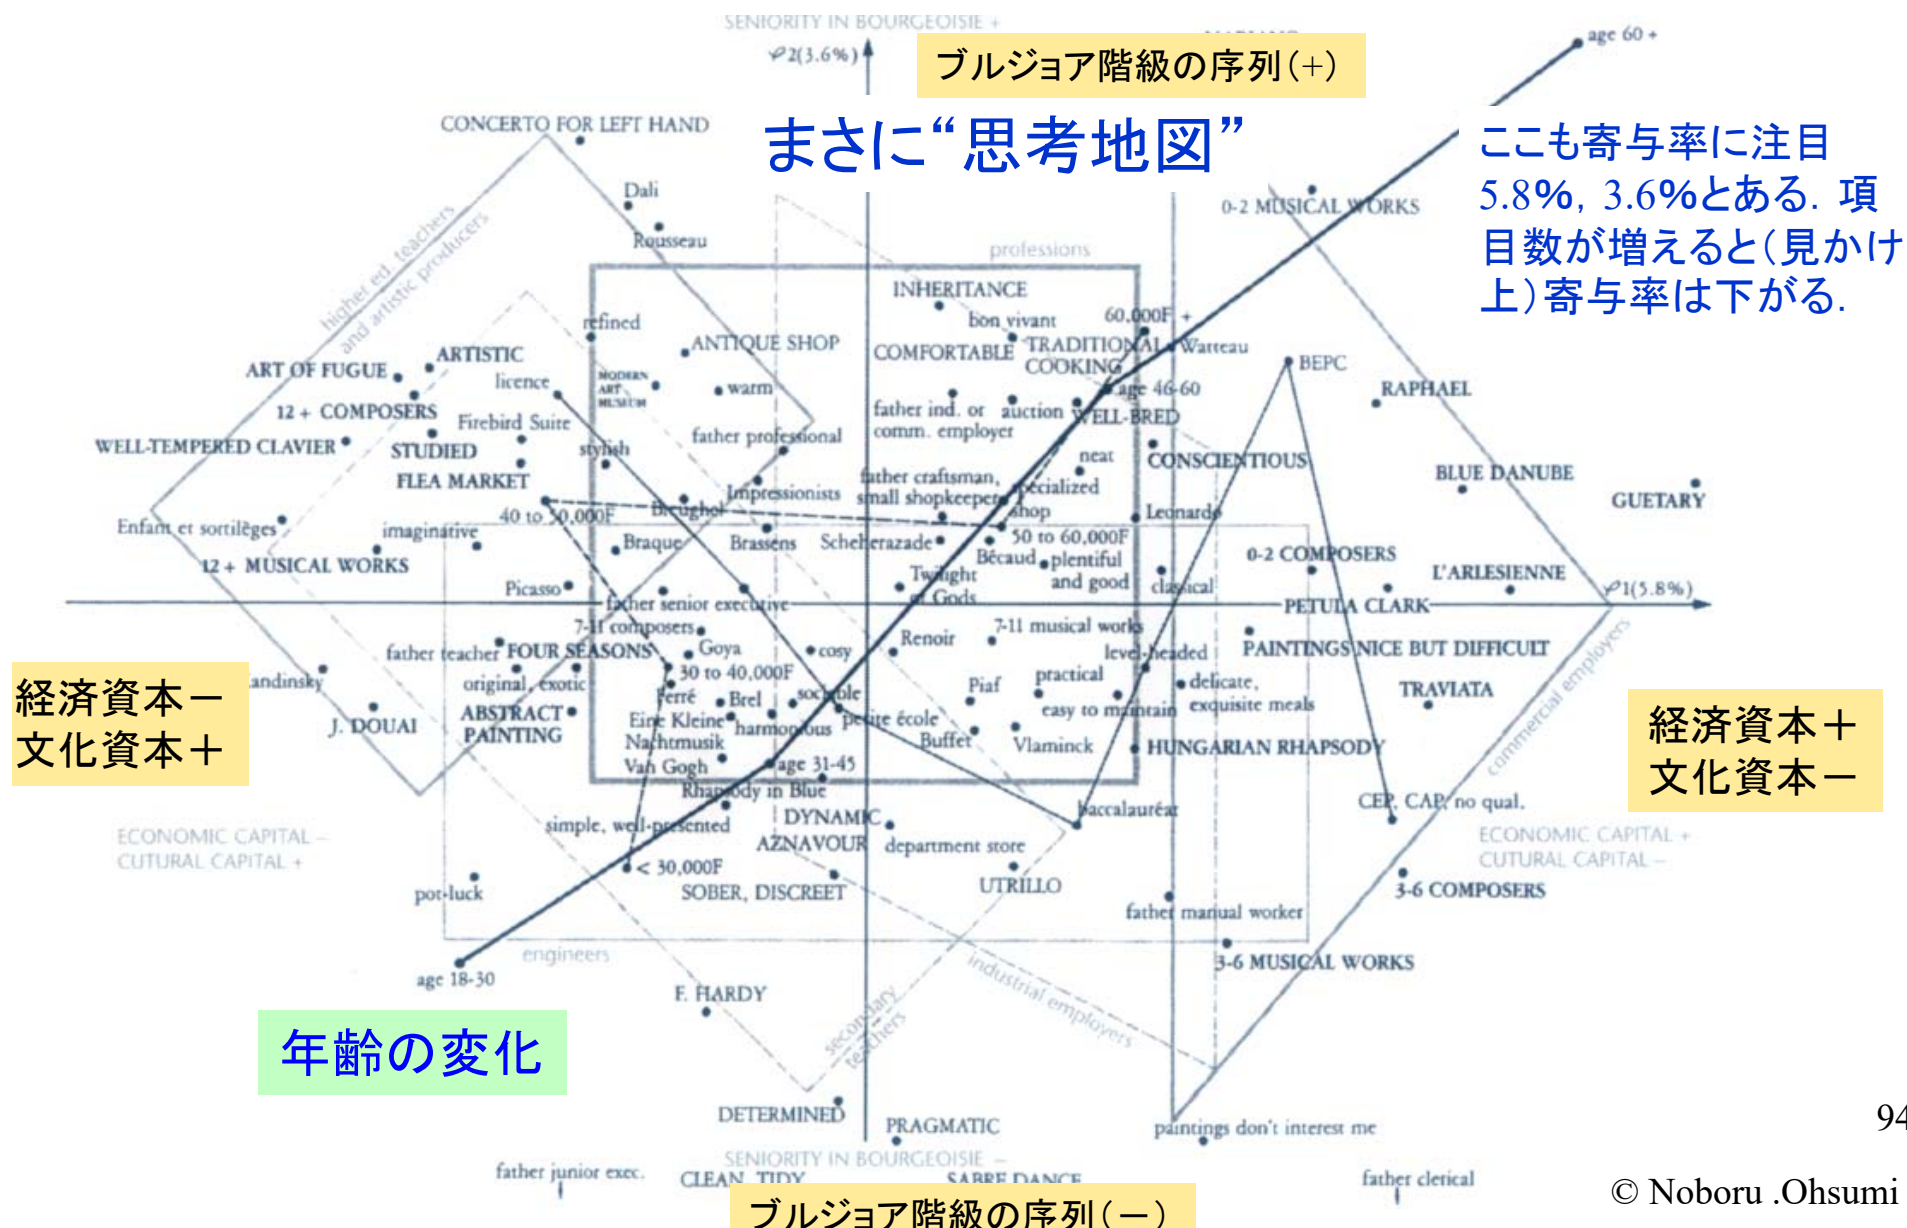 SENIORITY IN BOURGEOISIE +
φ2(3.6%)
ブルジョア階級の序列(+)
age 60 +
まさに“思考地図”
ここも寄与率に注目
5.8%, 3.6%とある. 項
目数が増えると(見かけ
上)寄与率は下がる.
CONCERTO FOR LEFT HAND
Dali
Rousseau
0-2 MUSICAL WORKS
higher ed. teachers
and artistic producers
professions
INHERITANCE
refined
bon vivant
60,000F +
ANTIQUE SHOP
COMFORTABLE
TRADITIONAL
COOKING
Watteau
BEPC
ARTISTIC
ART OF FUGUE
licence
MODERN
ART
MUSEUM
warm
age 46-60
RAPHAEL
12 + COMPOSERS
Firebird Suite
father ind. or
comm. employer
auction
WELL-BRED
WELL-TEMPERED CLAVIER
STUDIED
stylish
father professional
neat
CONSCIENTIOUS
FLEA MARKET
father craftsman,
small shopkeeper
specialized
shop
BLUE DANUBE
GUETARY
Impressionists
40 to 50,000F
Breughel
Leonardo
Enfant et sortilèges
imaginative
Braque
Brassens
Scheherazade
50 to 60,000F
Bécaud
plentiful
and good
0-2 COMPOSERS
12 + MUSICAL WORKS
L'ARLESIENNE
Picasso
Twilight
of Gods
classical
φ1(5.8%)
father senior executive
PETULA CLARK
7-11 composers
7-11 musical works
Renoir
father teacher
FOUR SEASONS
Goya
cosy
level-headed
PAINTINGS NICE BUT DIFFICULT
andinsky
original, exotic
30 to 40,000F
practical
delicate,
exquisite meals
TRAVIATA
経済資本－
文化資本＋
経済資本＋
文化資本－
Ferré
Brel
sociable
Piaf
easy to maintain
J. DOUAI
ABSTRACT
PAINTING
Eine Kleine
Nachtmusik
harmonious
petite école
Buffet
Vlaminck
HUNGARIAN RHAPSODY
commercial employers
Van Gogh
age 31-45
Rhapsody in Blue
CEP, CAP, no qual.
baccalauréat
simple, well-presented
DYNAMIC
AZNAVOUR
department store
ECONOMIC CAPITAL –
CUTURAL CAPITAL +
ECONOMIC CAPITAL +
CUTURAL CAPITAL –
< 30,000F
pot-luck
SOBER, DISCREET
UTRILLO
3-6 COMPOSERS
father manual worker
engineers
industrial employers
3-6 MUSICAL WORKS
age 18-30
F. HARDY
secondary
teachers
年齢の変化
DETERMINED
PRAGMATIC
paintings don't interest me
94
SENIORITY IN BOURGEOISIE –
father junior exec.
CLEAN, TIDY
SABRE DANCE
father clerical
© Noboru .Ohsumi
ブルジョア階級の序列(－)